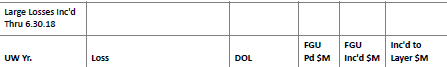 Large Losses Inc'd
Thru 6.30.18
FGU FGU Inc'd to
UW Yr. Loss DOL Pd $M Inc'd $M Layer $M